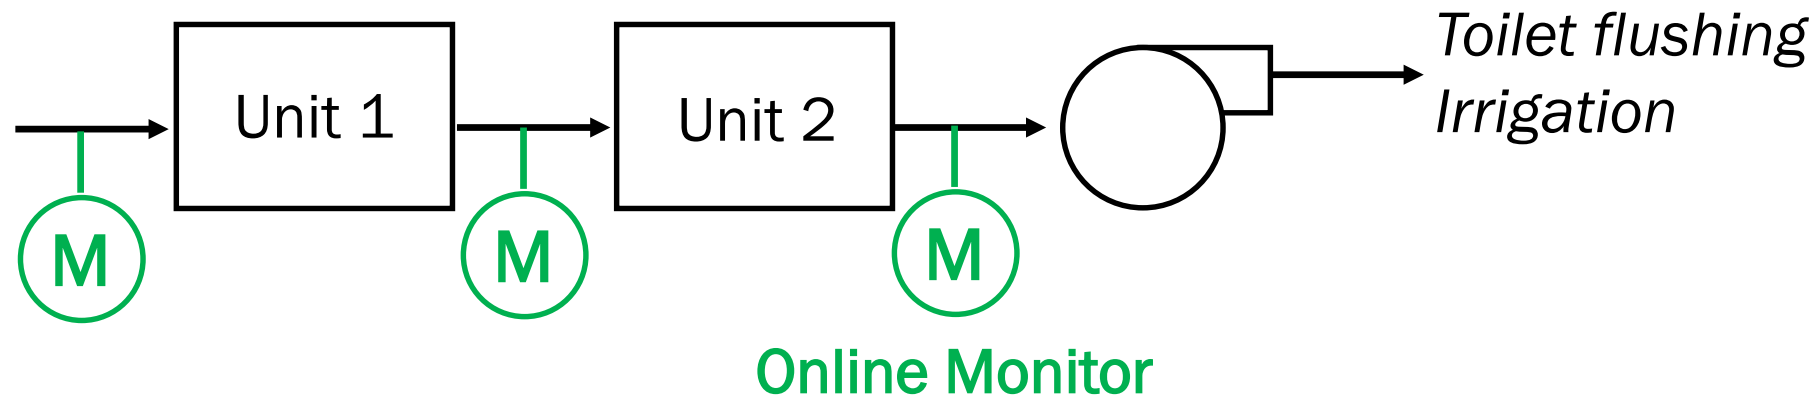 Toilet flushing
Irrigation
Unit 1
Unit 2
M
M
M
Online Monitor